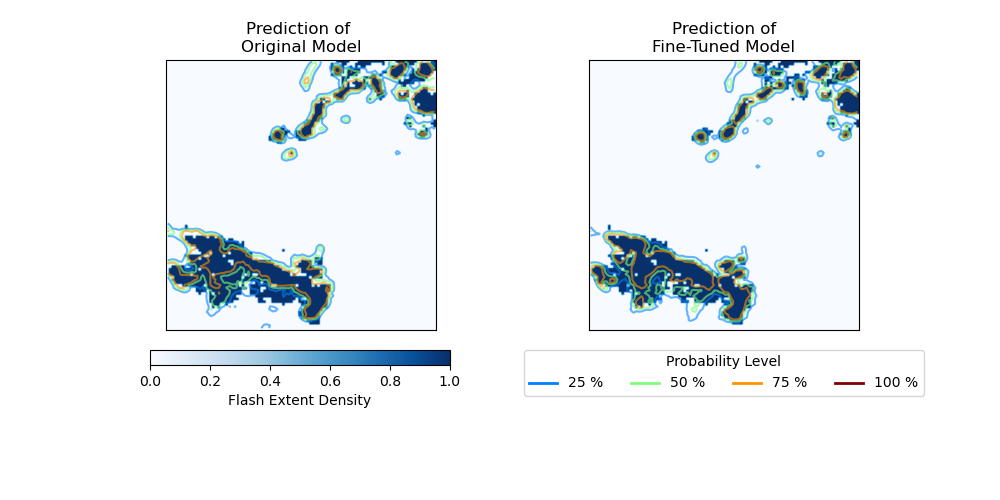 Prediction of
Original Model
Prediction of
Fine-Tuned Model
0.0 0.2 0.4 0.6 0.8 1.0
Flash Extent Density
Probability Level
25 % 50 % 75 % 100 %